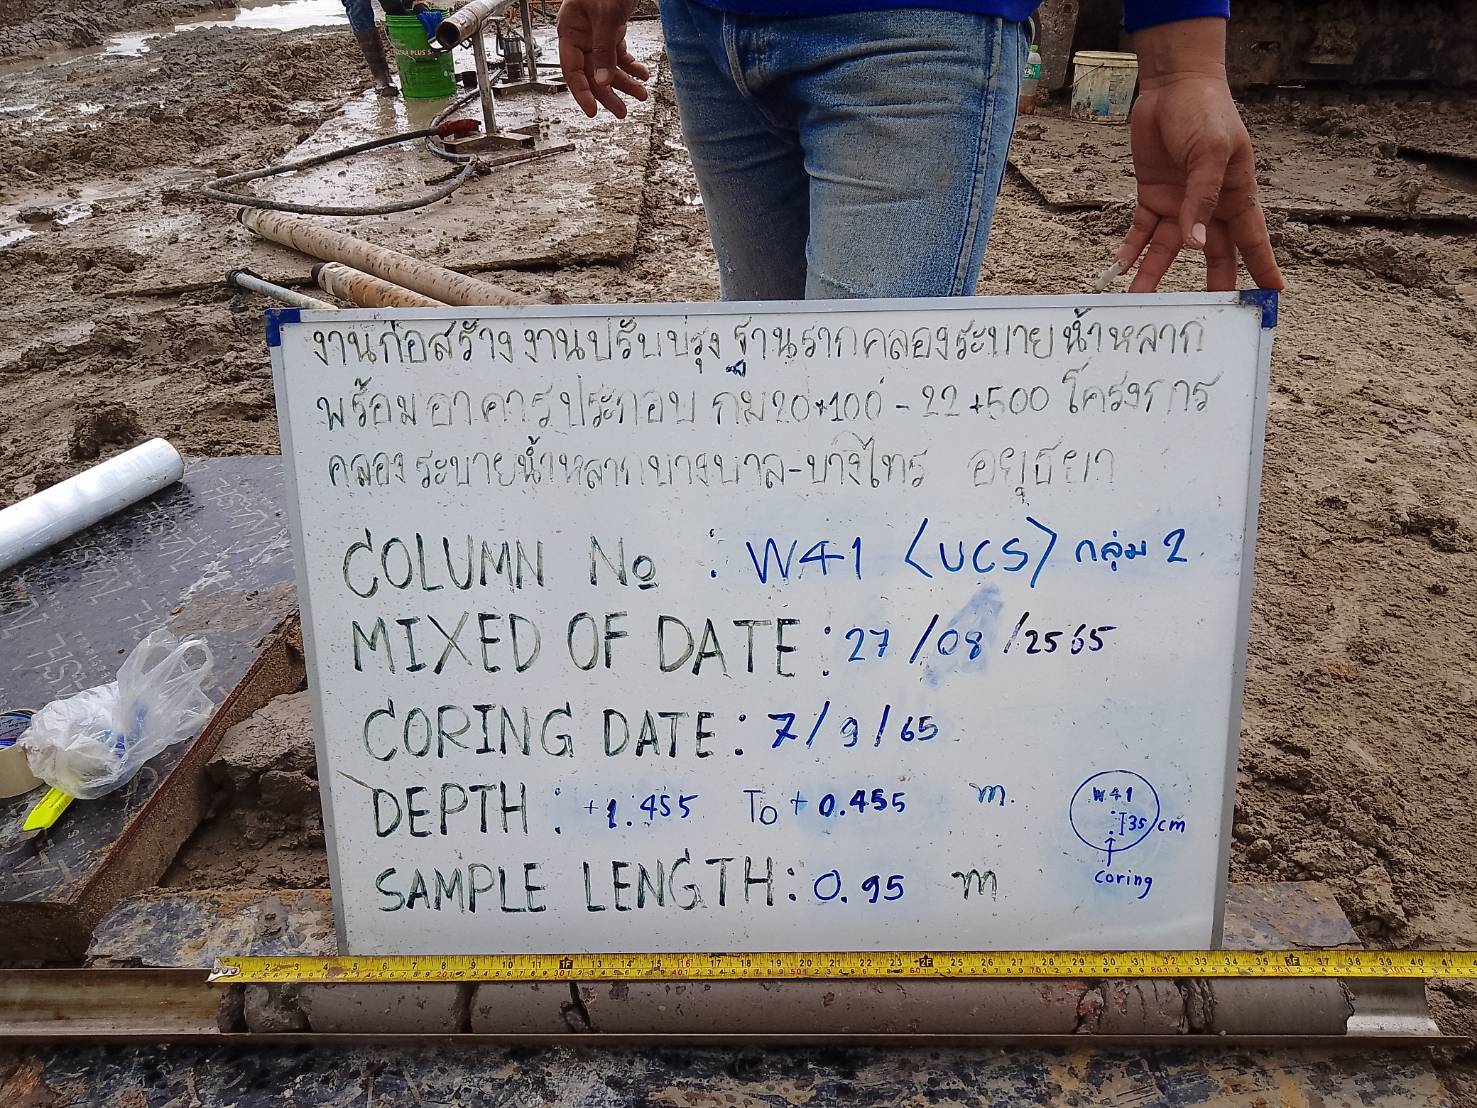 งานก่อสร้าง งานปรับปรุง ฐานรากคลองระบายน้ำหลาก
พร้อมอาคารประกอบ กม20+100 - 22+500 โครงการ
คลองระบายน้ำหลากบางบาล-บางไทร อยุธยา
COLUMN No : W41 <UCS> กลุ่ม 2
MIXED OF DATE : 27/08/2565
CORING DATE : 7/9/65
DEPTH : +1.455 To +0.455 m.
SAMPLE LENGTH : 0.95 m
W41
35 cm
coring